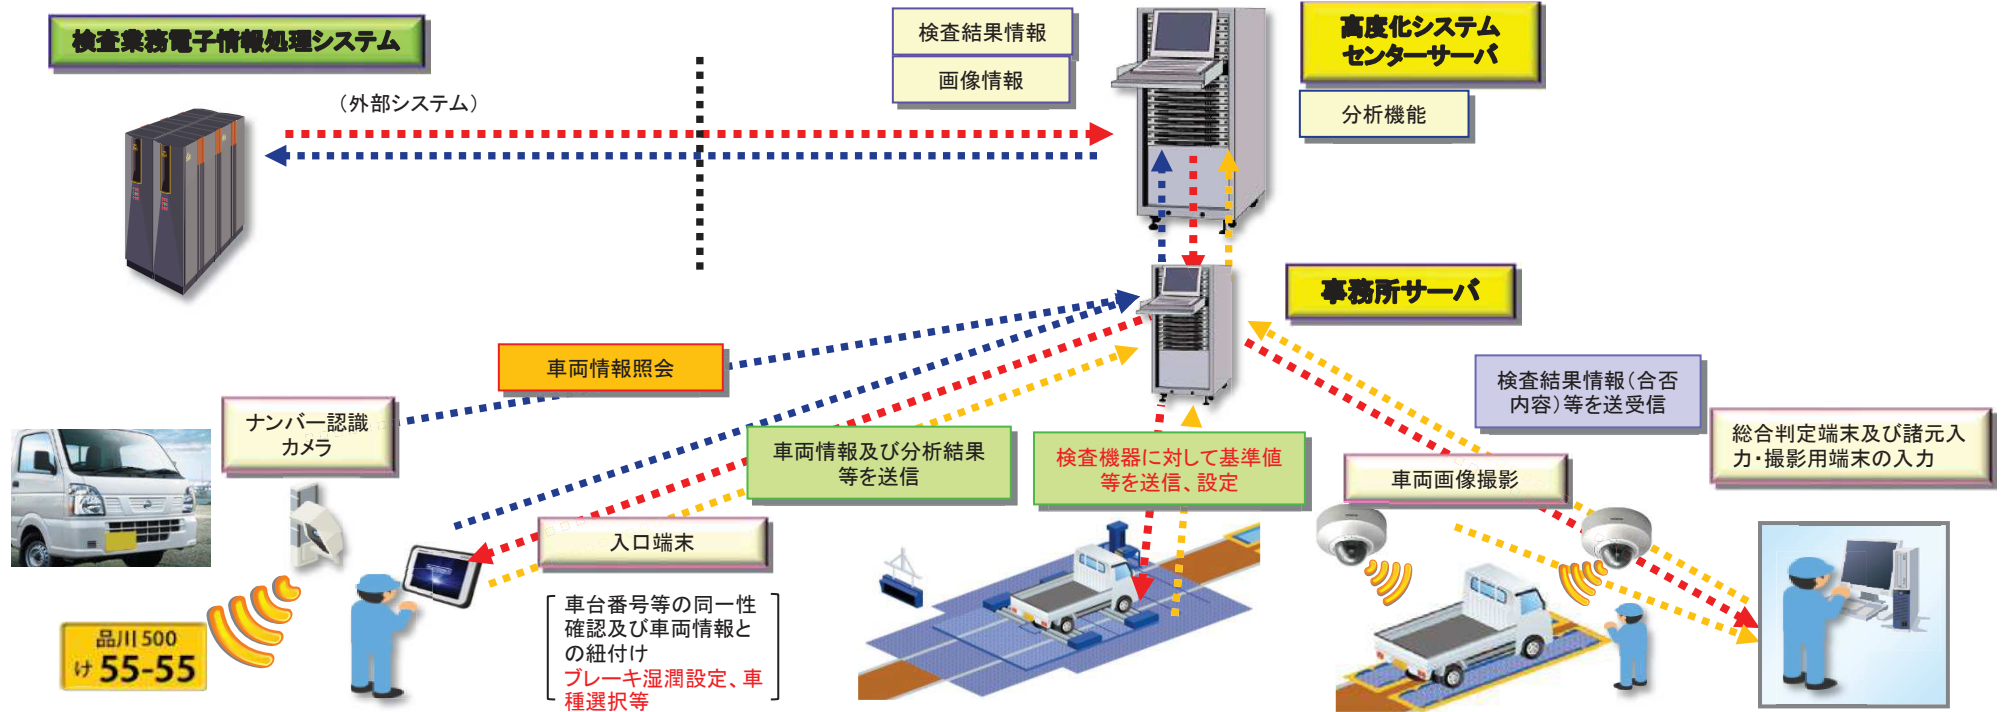 検査業務電子情報処理システム
(外部システム)
検査結果情報
画像情報
高度化システム
センターサーバ
分析機能
事務所サーバ
車両情報照会
ナンバー認識
カメラ
車両情報及び分析結果
等を送信
検査機器に対して基準値
等を送信、設定
検査結果情報(合否
内容)等を送受信
車両画像撮影
総合判定端末及び諸元入
力・撮影用端末の入力
入口端末
車台番号等の同一性
確認及び車両情報と
の紐付け
ブレーキ湿潤設定、車
種選択等
品川 500
け 55-55